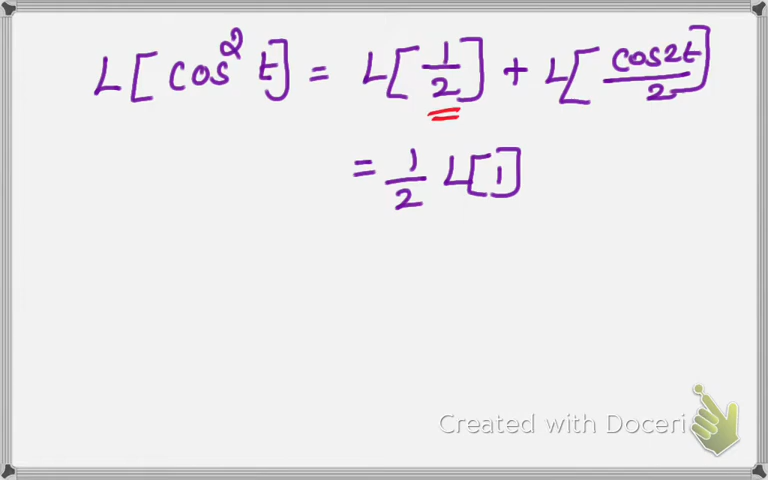 L[cos² t] = L[1/2] + L[cos2t/2]
= 1/2 L[1]
Created with Doceri